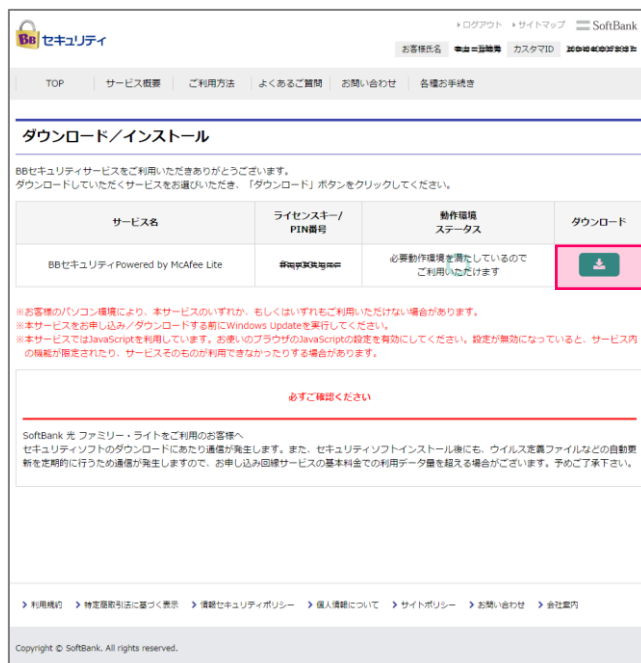 ログアウト サイトマップ SoftBank
BB セキュリティ
お客様氏名 カスタマID
TOP サービス概要 ご利用方法 よくあるご質問 お問い合わせ 各種お手続き
ダウンロード／インストール
BBセキュリティサービスをご利用いただきありがとうございます。
ダウンロードしていただくサービスをお選びいただき、「ダウンロード」ボタンをクリックしてください。
サービス名 ライセンスキー/ 動作環境 ダウンロード
PIN番号 ステータス
BBセキュリティPowered by McAfee Lite 必要動作環境を満たしているので
ご利用いただけます
※お客様のパソコン環境により、本サービスのいずれか、もしくはいずれもご利用いただけない場合があります。
※本サービスをお申し込み／ダウンロードする前にWindows Updateを実行してください。
※本サービスではJavaScriptを利用しています。お使いのブラウザのJavaScriptの設定を有効にしてください。設定が無効になっていると、サービス内
の機能が限定されたり、サービスそのものが利用できなかったりする場合があります。
必ずご確認ください
SoftBank 光 ファミリー・ライトをご利用のお客様へ
セキュリティソフトのダウンロードにあたり通信が発生します。また、セキュリティソフトインストール後にも、ウイルス定義ファイルなどの自動更
新を定期的に行うため通信が発生しますので、お申し込み回線サービスの基本料金での利用データ量を超える場合がございます。予めご了承下さい。
利用規約 特定商取引法に基づく表示 情報セキュリティポリシー 個人情報について サイトポリシー お問い合わせ 会社案内
Copyright © SoftBank. All rights reserved.